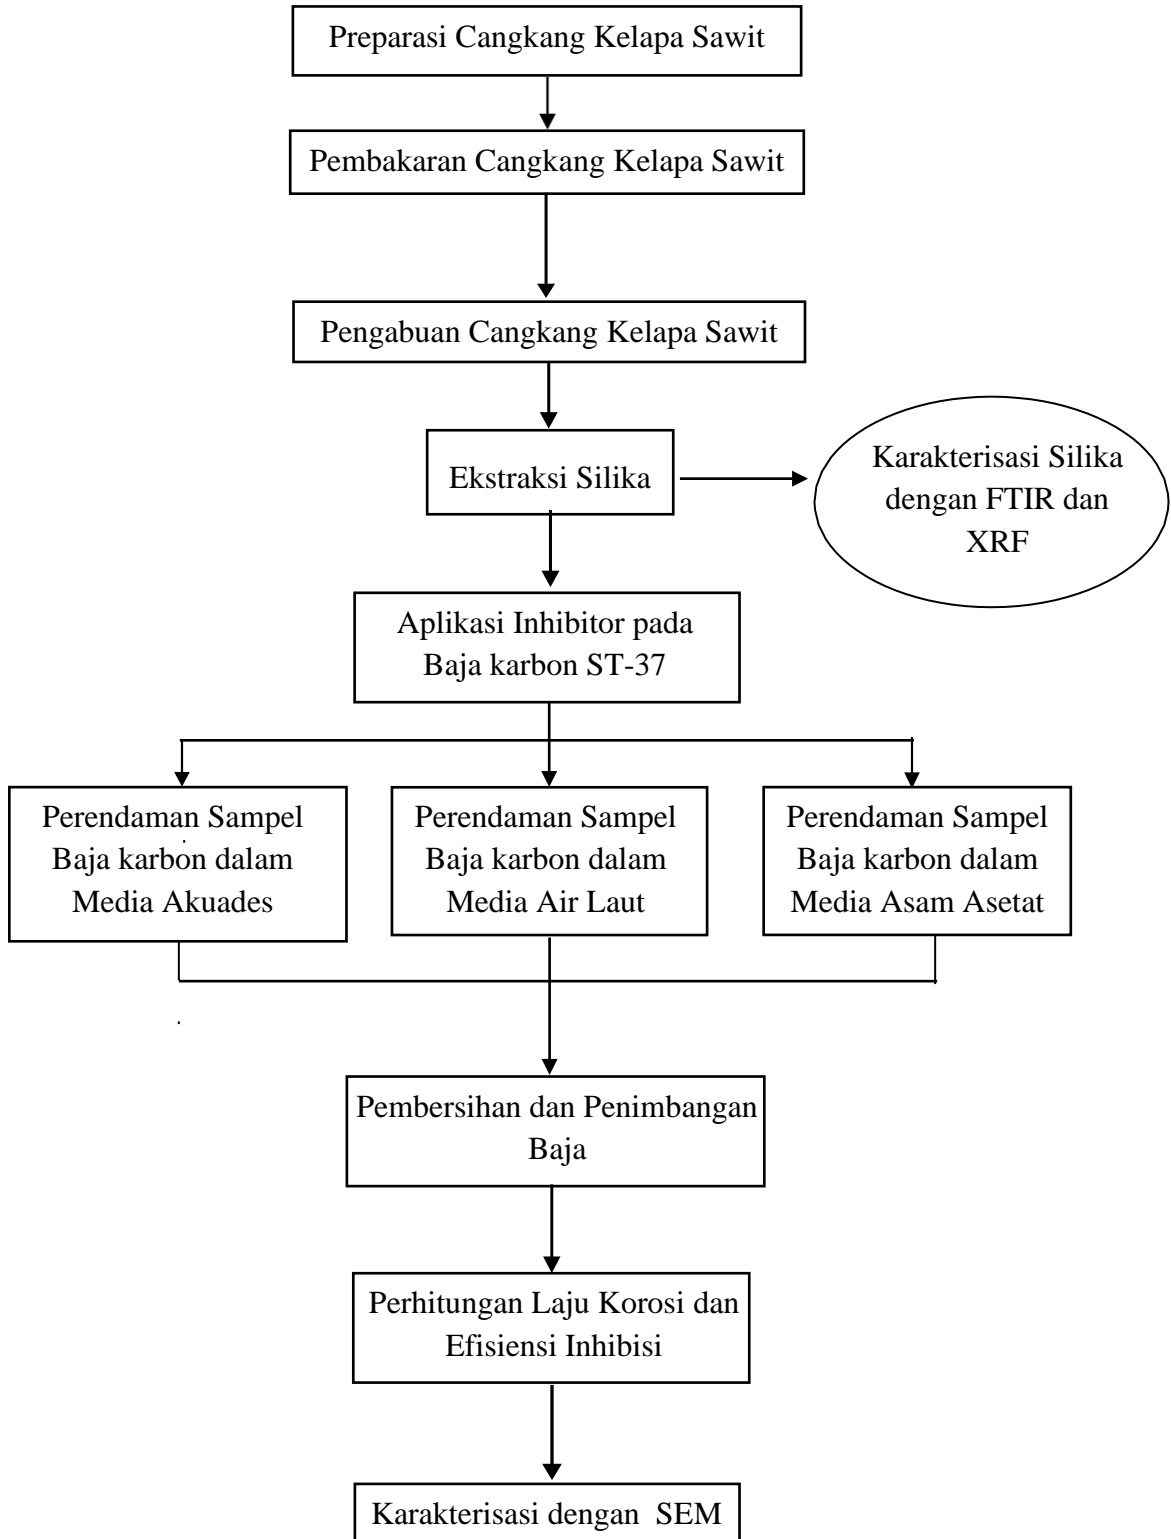 Preparasi Cangkang Kelapa Sawit
Pembakaran Cangkang Kelapa Sawit
Pengabuan Cangkang Kelapa Sawit
Ekstraksi Silika
Karakterisasi Silika
dengan FTIR dan
XRF
Aplikasi Inhibitor pada
Baja karbon ST-37
Perendaman Sampel
Baja karbon dalam
Media Akuades
Perendaman Sampel
Baja karbon dalam
Media Air Laut
Perendaman Sampel
Baja karbon dalam
Media Asam Asetat
Pembersihan dan Penimbangan
Baja
Perhitungan Laju Korosi dan
Efisiensi Inhibisi
Karakterisasi dengan SEM